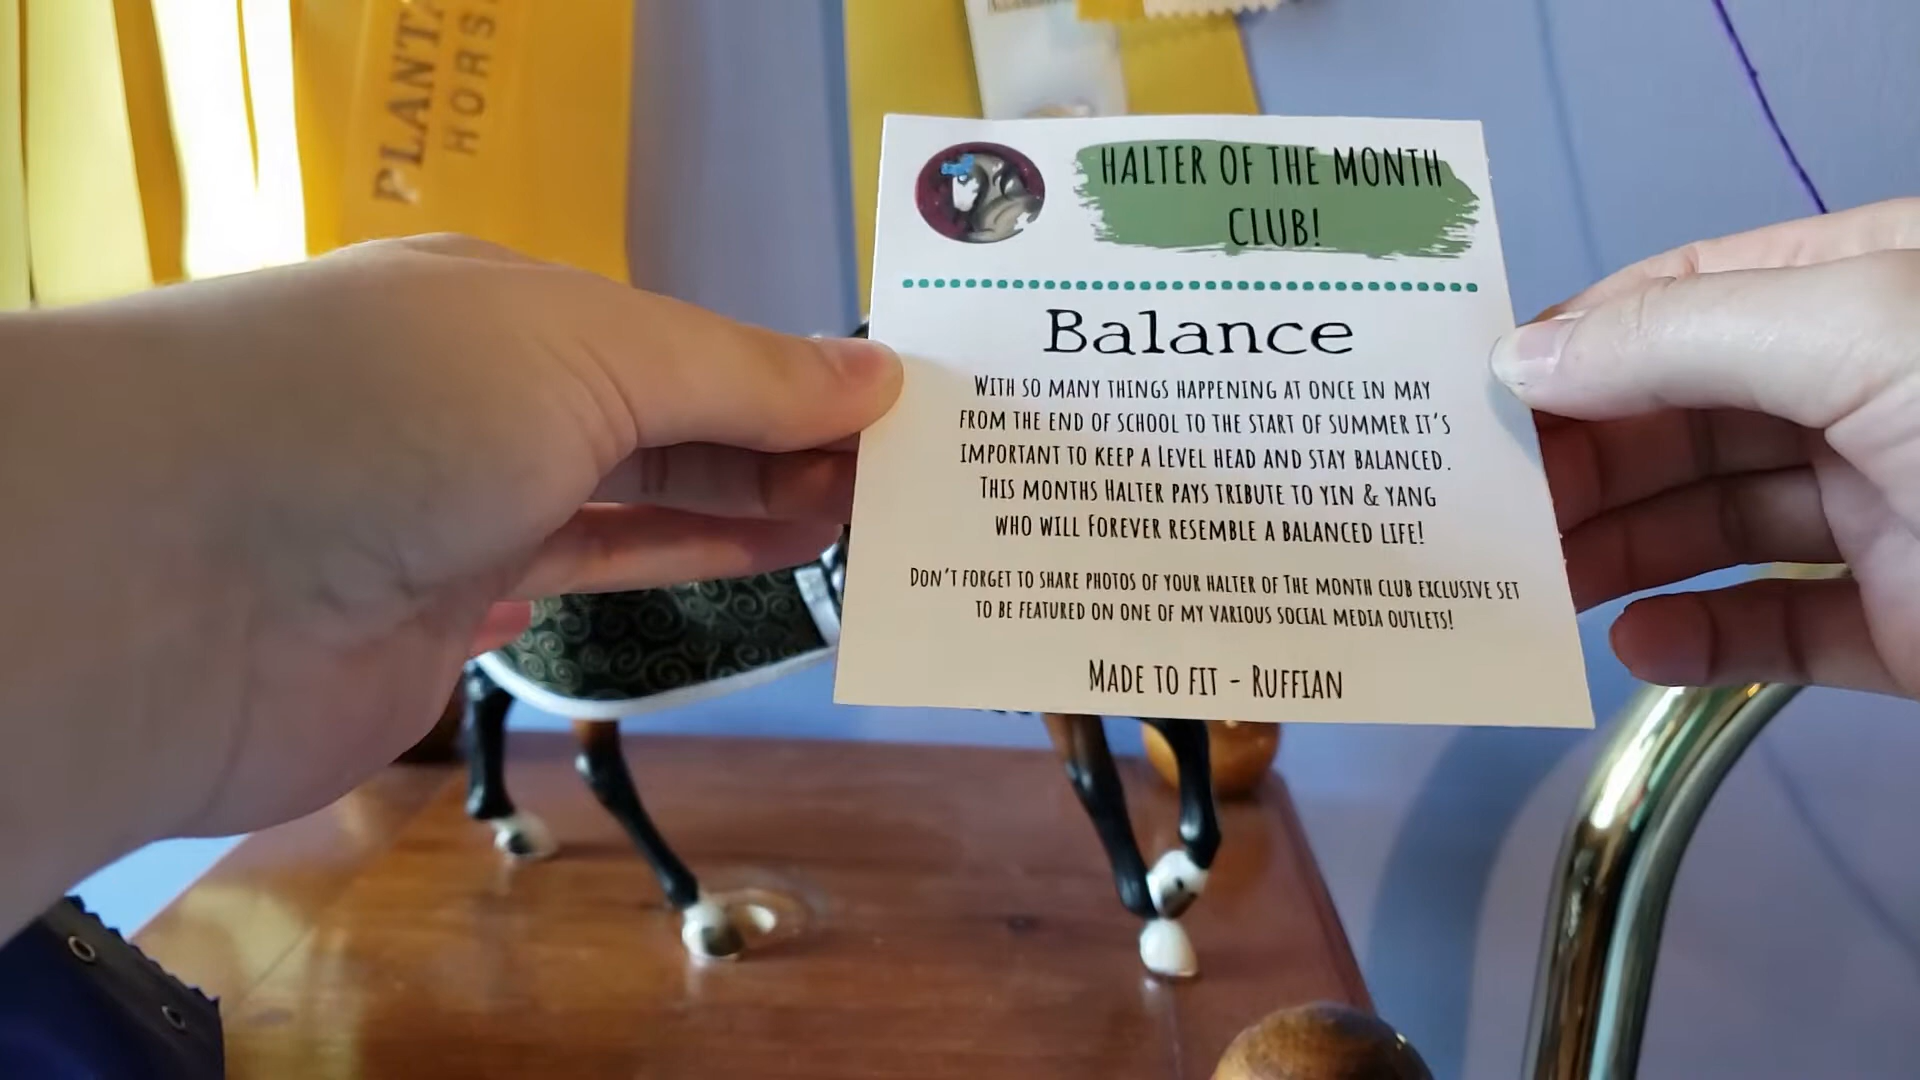 PLANTA
HORS
HALTER OF THE MONTH
CLUB!
Balance
WITH SO MANY THINGS HAPPENING AT ONCE IN MAY
FROM THE END OF SCHOOL TO THE START OF SUMMER IT'S
IMPORTANT TO KEEP A LEVEL HEAD AND STAY BALANCED.
THIS MONTHS HALTER PAYS TRIBUTE TO YIN & YANG
WHO WILL FOREVER RESEMBLE A BALANCED LIFE!
DON'T FORGET TO SHARE PHOTOS OF YOUR HALTER OF THE MONTH CLUB EXCLUSIVE SET
TO BE FEATURED ON ONE OF MY VARIOUS SOCIAL MEDIA OUTLETS!
MADE TO FIT - RUFFIAN